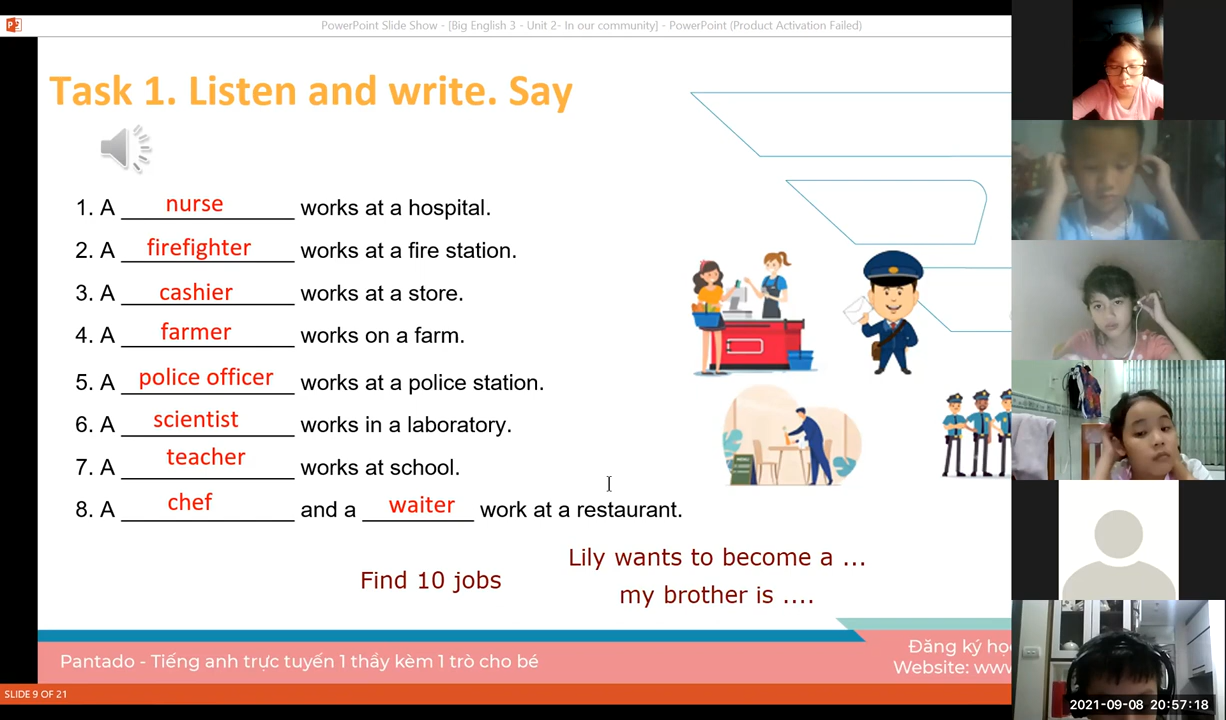 PowerPoint Slide Show - [Big English 3 - Unit 2- In our community] - PowerPoint (Product Activation Failed)
Task 1. Listen and write. Say
1. A nurse works at a hospital.
2. A firefighter works at a fire station.
3. A cashier works at a store.
4. A farmer works on a farm.
5. A police officer works at a police station.
6. A scientist works in a laboratory.
7. A teacher works at school.
8. A chef and a waiter work at a restaurant.
Lily wants to become a ...
Find 10 jobs
my brother is ....
Pantado - Tiếng anh trực tuyến 1 thầy kèm 1 trò cho bé
Đăng ký
Website:
SLIDE 9 OF 21
2021-09-08 20:57:18